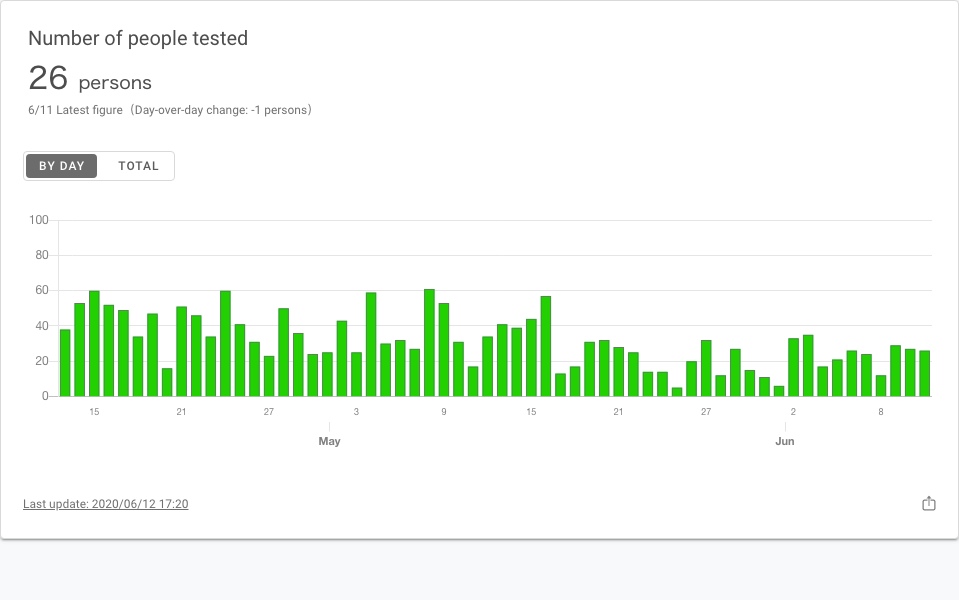 Number of people tested
26 persons
6/11 Latest figure（Day-over-day change: -1 persons）
BY DAY TOTAL
100
80
60
40
20
0
15 21 27 3 9 15 21 27 2 8
May Jun
Last update: 2020/06/12 17:20